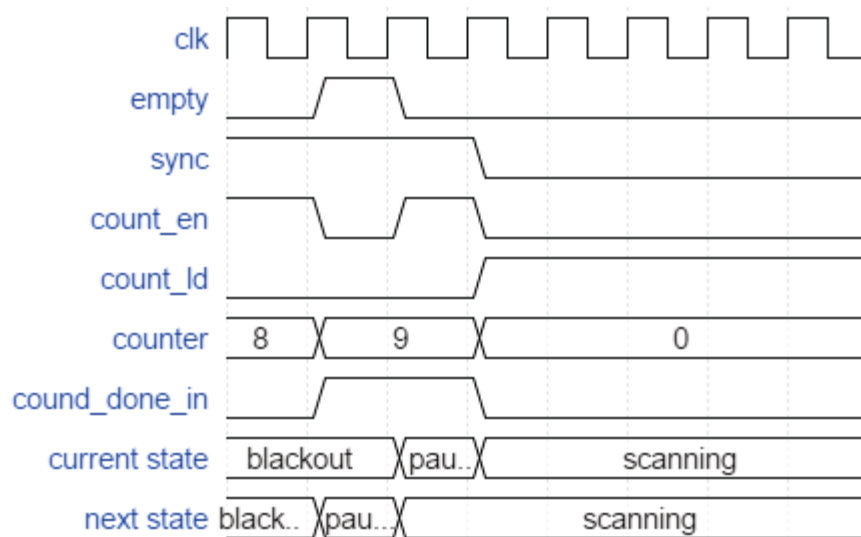 clk
empty
sync
count_en
count_ld
counter 8 9 0
cound_done_in
current state blackout pau.. scanning
next state black.. pau... scanning